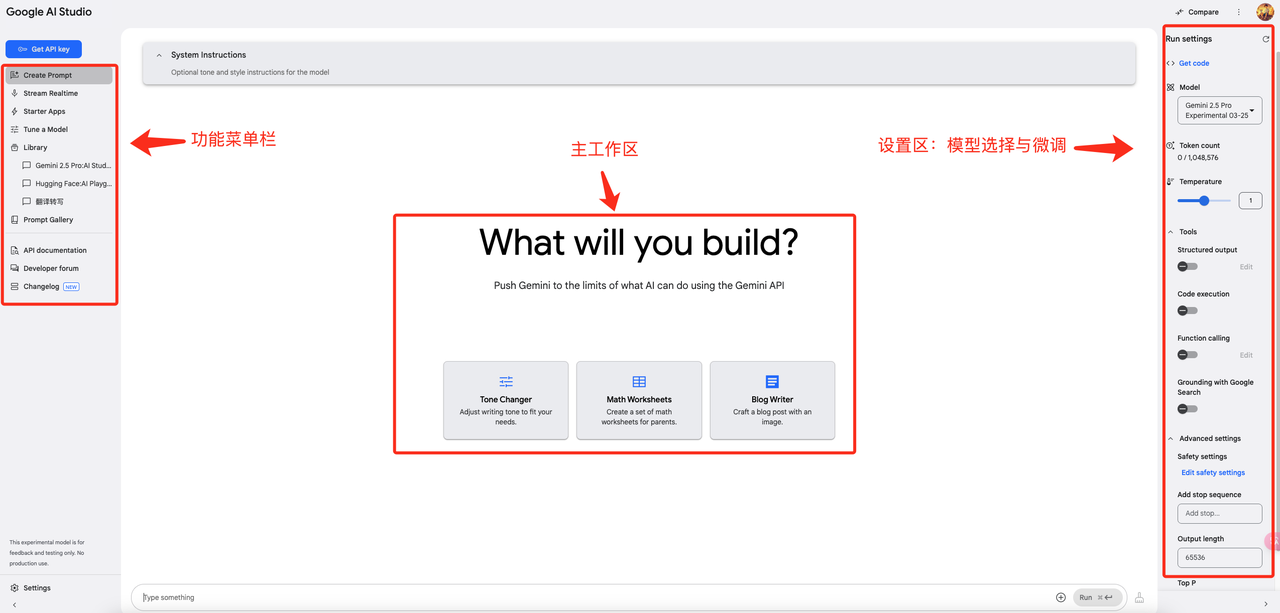 Google AI Studio
Compare
Get API key
Create Prompt
Stream Realtime
Starter Apps
Tune a Model
Library
Gemini 2.5 Pro:AI Stud...
Hugging Face:AI Playg...
翻译转写
Prompt Gallery
API documentation
Developer forum
Changelog NEW
This experimental model is for
feedback and testing only. No
production use.
Settings
功能菜单栏
System Instructions
Optional tone and style instructions for the model
主工作区
What will you build?
Push Gemini to the limits of what AI can do using the Gemini API
Tone Changer
Adjust writing tone to fit your
needs.
Math Worksheets
Create a set of math
worksheets for parents.
Blog Writer
Craft a blog post with an
image.
Type something
Run
设置区：模型选择与微调
Run settings
Get code
Model
Gemini 2.5 Pro
Experimental 03-25
Token count
0 / 1,048,576
Temperature
1
Tools
Structured output
Edit
Code execution
Function calling
Edit
Grounding with Google
Search
Advanced settings
Safety settings
Edit safety settings
Add stop sequence
Add stop...
Output length
65536
Top P